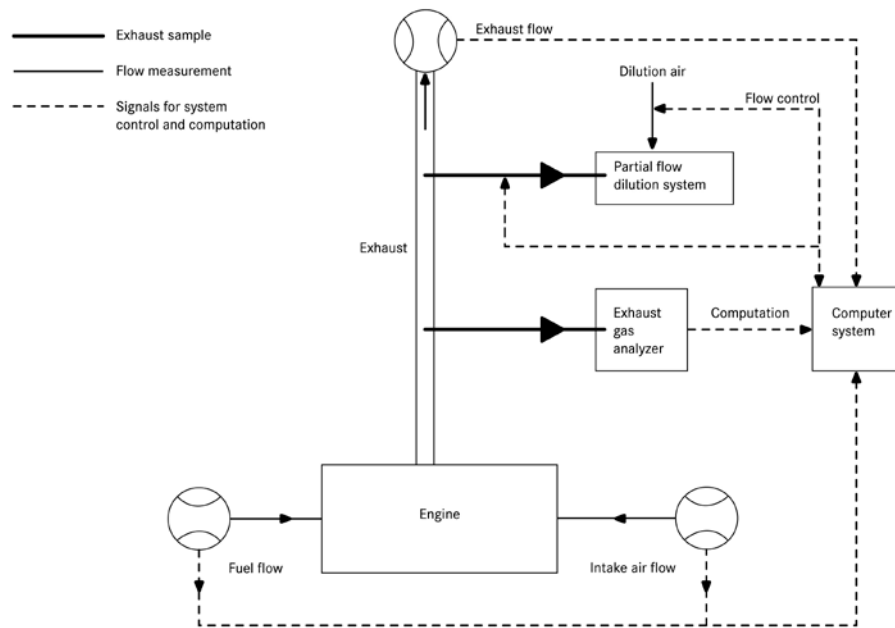 Exhaust sample
Flow measurement
Signals for system
control and computation
Exhaust flow
Dilution air
Flow control
Partial flow
dilution system
Exhaust
Exhaust
gas
analyzer
Computation
Computer
system
Engine
Fuel flow
Intake air flow